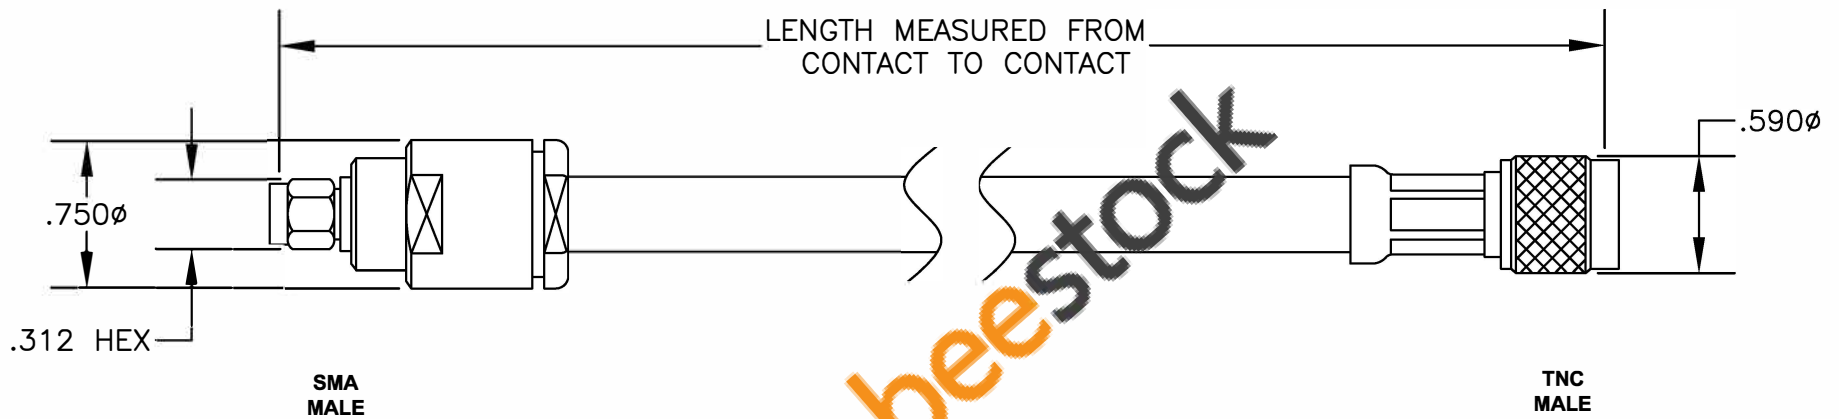 LENGTH MEASURED FROM
CONTACT TO CONTACT
.590ø
.750ø
.312 HEX
beestock
SMA
MALE
TNC
MALE